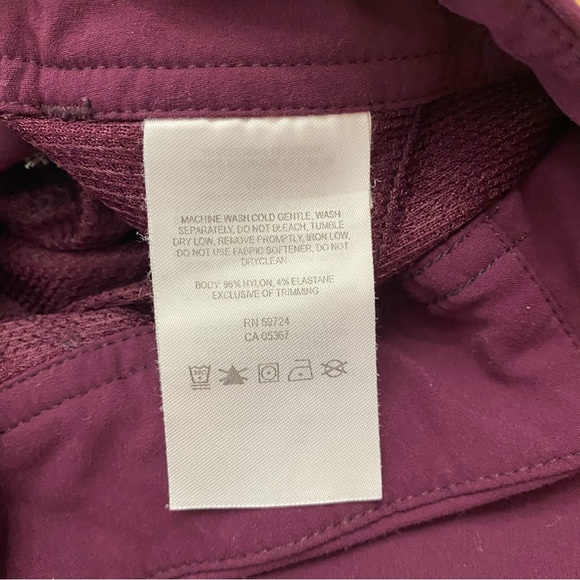 MACHINE WASH COLD GENTLE, WASH
SEPARATELY, DO NOT BLEACH, TUMBLE
DRY LOW, REMOVE PROMPTLY, IRON LOW,
DO NOT USE FABRIC SOFTENER, DO NOT
DRYCLEAN
BODY: 96% NYLON, 4% ELASTANE
EXCLUSIVE OF TRIMMING
RN 69724
CA 05367